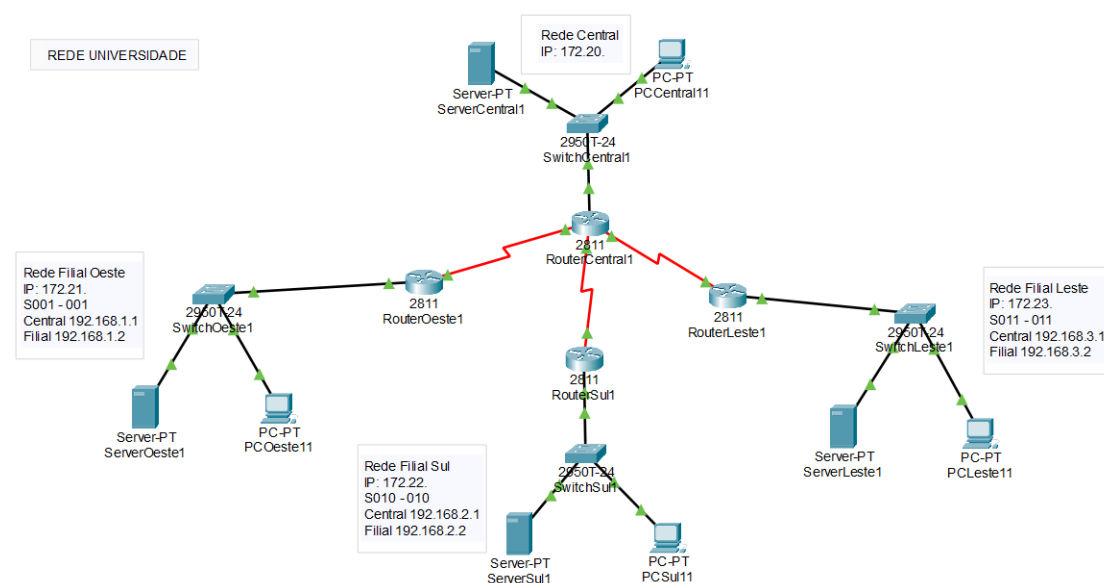 REDE UNIVERSIDADE
Rede Central
IP: 172.20.
Server-PT
ServerCentral1
PC-PT
PCCentral11
2950T-24
SwitchCentral1
2811
RouterCentral1
Rede Filial Oeste
IP: 172.21.
S001 - 001
Central 192.168.1.1
Filial 192.168.1.2
2950T-24
SwitchOeste1
2811
RouterOeste1
Server-PT
ServerOeste1
PC-PT
PCOeste11
2811
RouterLeste1
2950T-24
SwitchLeste1
Rede Filial Leste
IP: 172.23.
S011 - 011
Central 192.168.3.1
Filial 192.168.3.2
Server-PT
ServerLeste1
PC-PT
PCLeste11
2811
RouterSul1
Rede Filial Sul
IP: 172.22.
S010 - 010
Central 192.168.2.1
Filial 192.168.2.2
2950T-24
SwitchSul1
Server-PT
ServerSul1
PC-PT
PCSul11